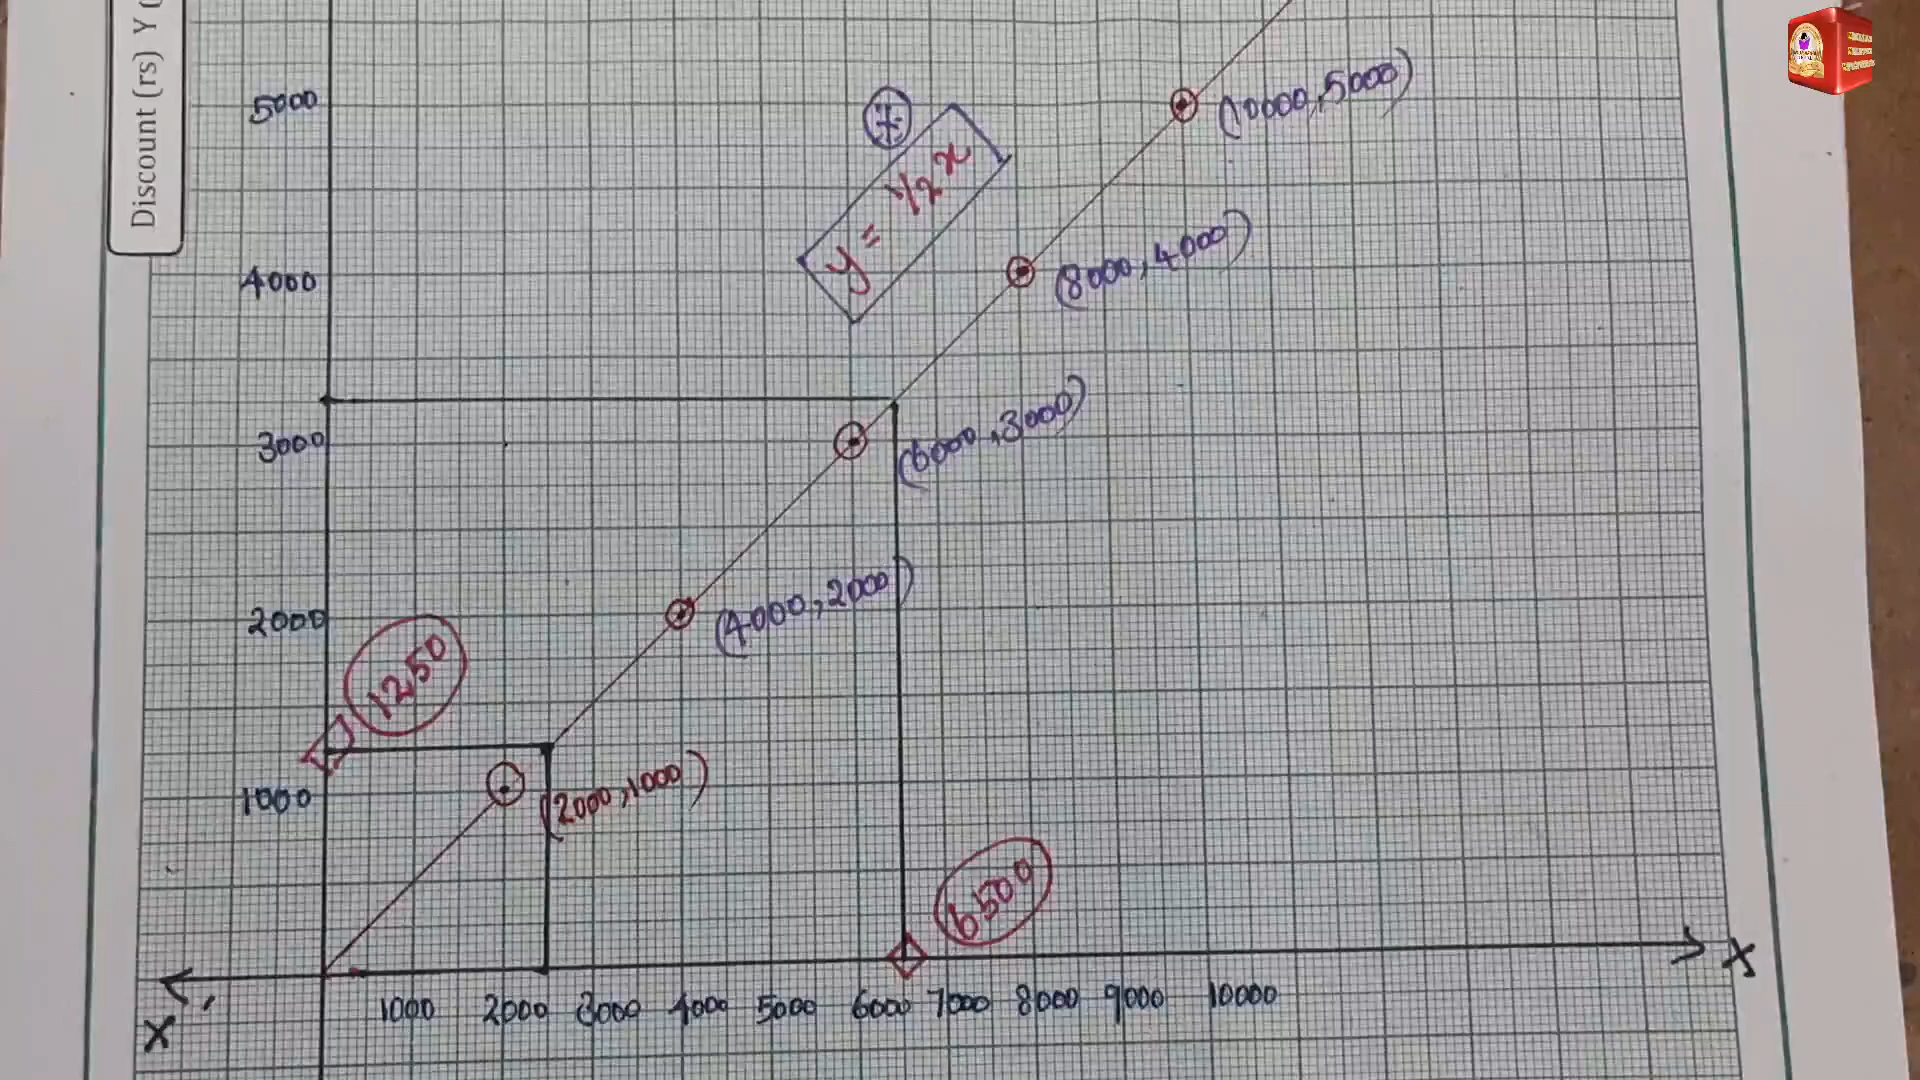 Discount (rs) Y (
5000
(10000,5000)
y = 1/2 x
(8000,4000)
4000
(6000,3000)
3000
(4000,2000)
2000
1250
(2000,1000)
1000
6500
X
1000 2000 3000 4000 5000 6000 7000 8000 9000 10000
X'